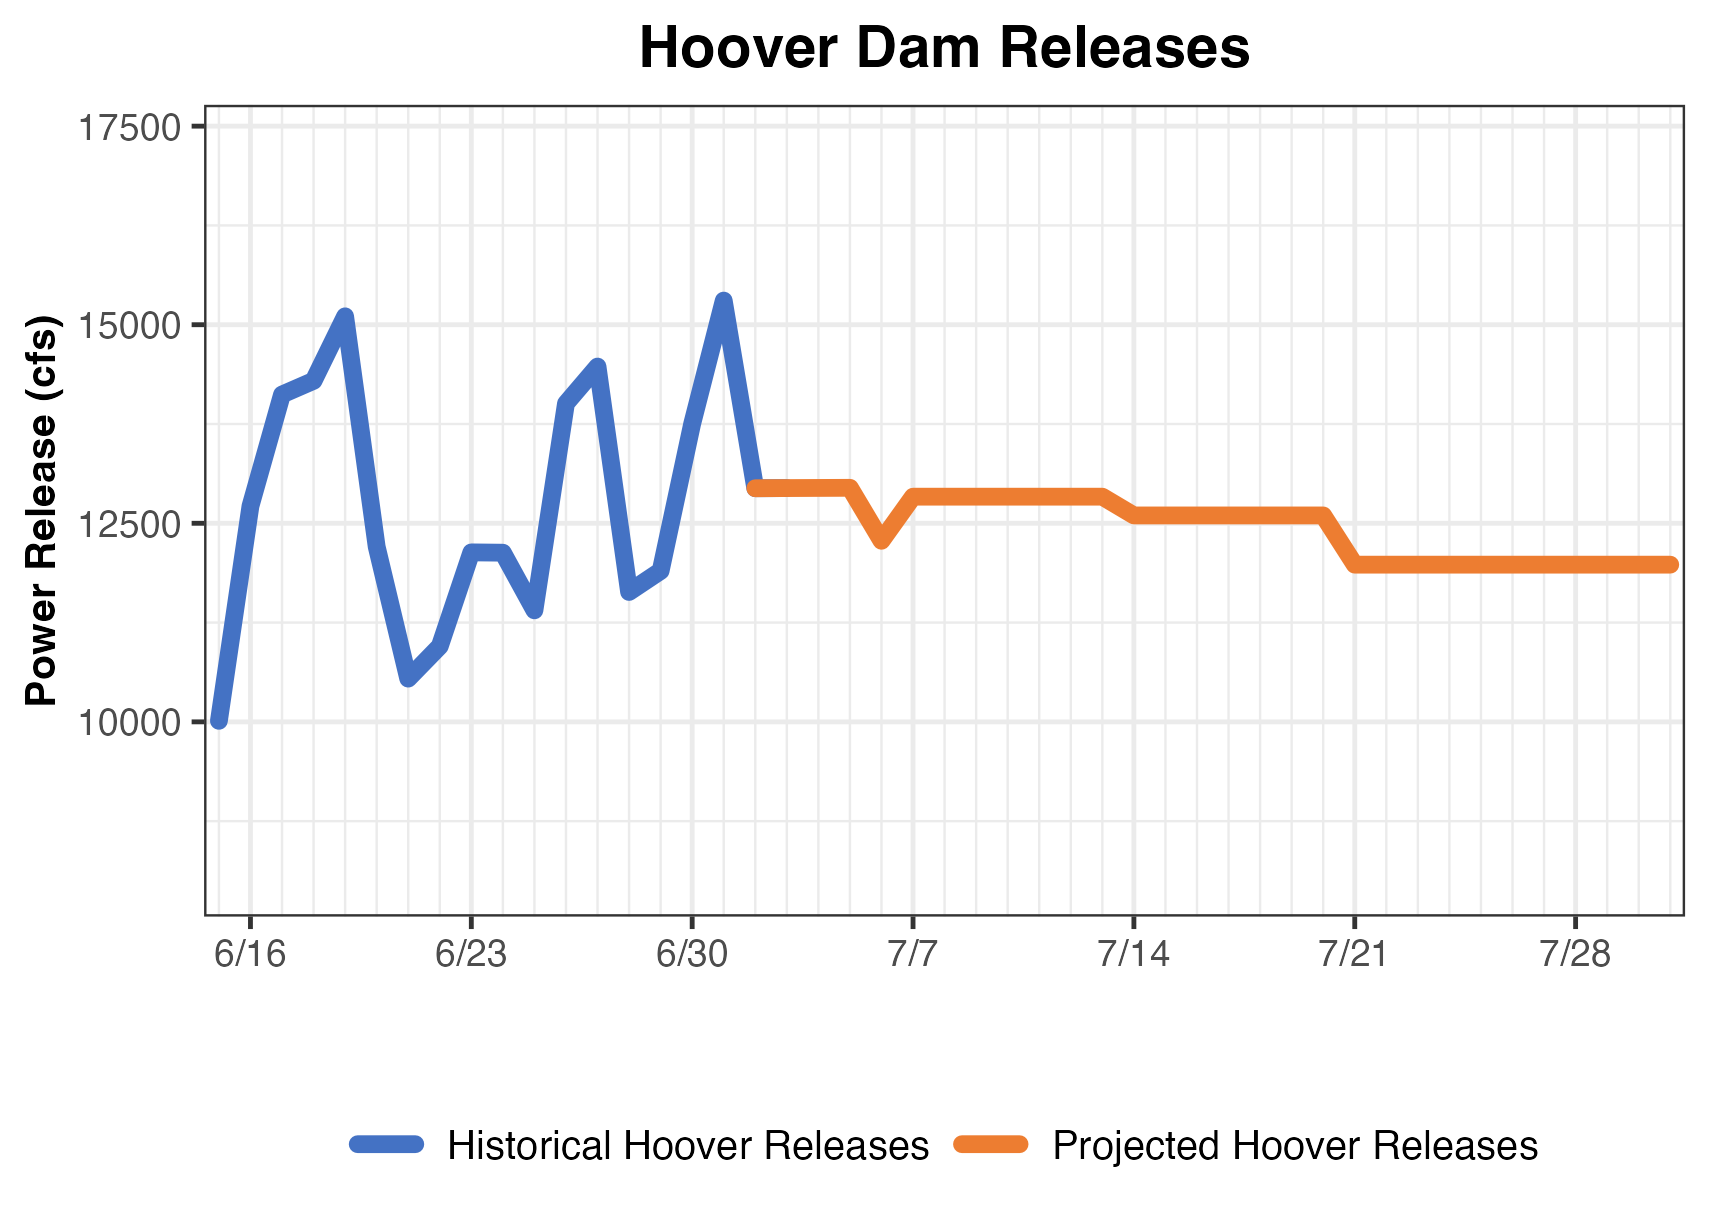 Hoover Dam Releases
Power Release (cfs)
17500
15000
12500
10000
6/16 6/23 6/30 7/7 7/14 7/21 7/28
Historical Hoover Releases Projected Hoover Releases